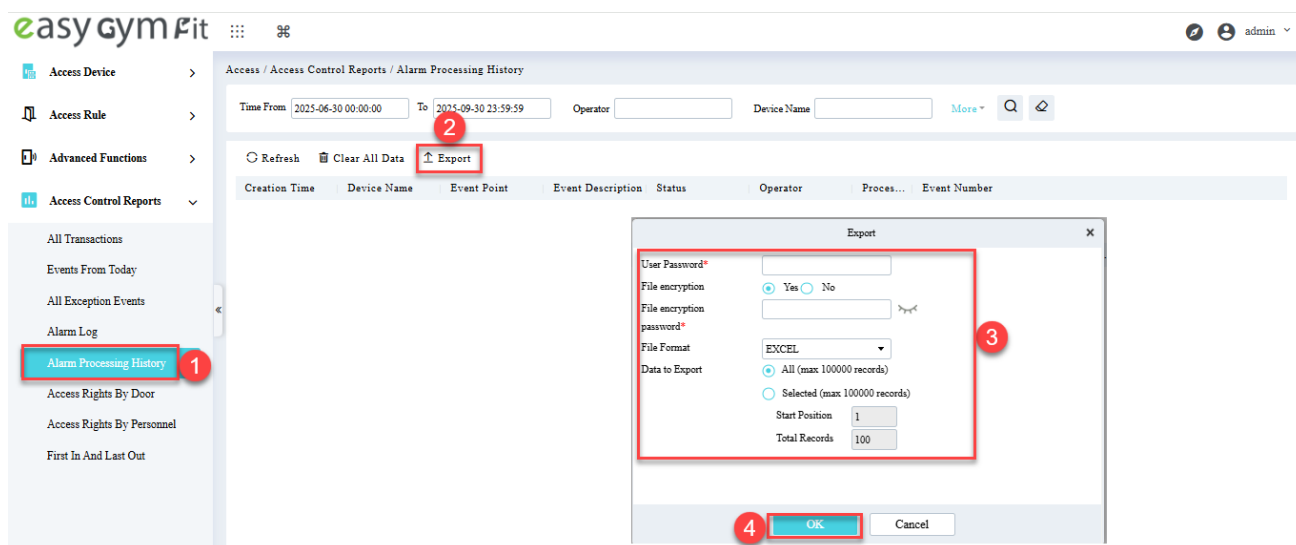 easy Gym Fit
admin
Access Device
Access / Access Control Reports / Alarm Processing History
Time From 2025-06-30 00:00:00 To 2025-09-30 23:59:59 Operator Device Name More
Access Rule
2
Advanced Functions
Refresh Clear All Data Export
Creation Time Device Name Event Point Event Description Status Operator Proces... Event Number
Access Control Reports
All Transactions
Events From Today
All Exception Events
Alarm Log
Alarm Processing History
1
Access Rights By Door
Access Rights By Personnel
First In And Last Out
Export
User Password*
File encryption Yes No
File encryption
password*
3
File Format EXCEL
Data to Export All (max 100000 records)
Selected (max 100000 records)
Start Position 1
Total Records 100
4
OK Cancel